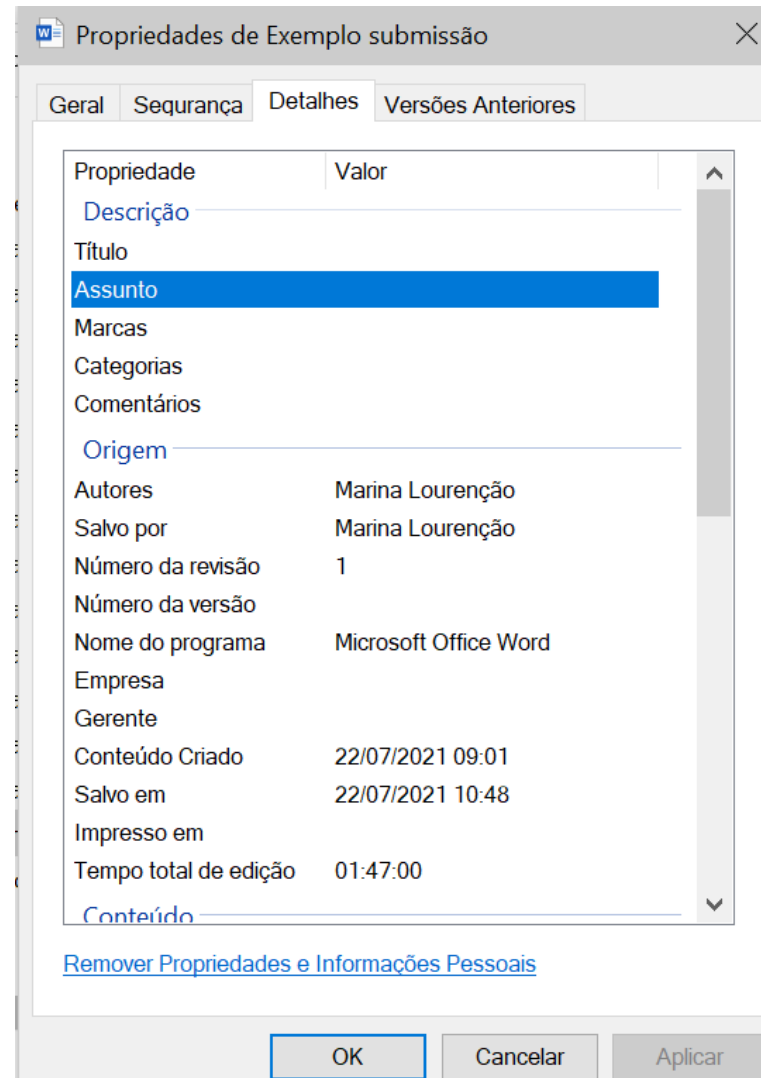 Propriedades de Exemplo submissão
Geral Segurança Detalhes Versões Anteriores
Propriedade Valor
Descrição
Título
Assunto
Marcas
Categorias
Comentários
Origem
Autores Marina Lourenção
Salvo por Marina Lourenção
Número da revisão 1
Número da versão
Nome do programa Microsoft Office Word
Empresa
Gerente
Conteúdo Criado 22/07/2021 09:01
Salvo em 22/07/2021 10:48
Impresso em
Tempo total de edição 01:47:00
Conteúdo
Remover Propriedades e Informações Pessoais
OK Cancelar Aplicar